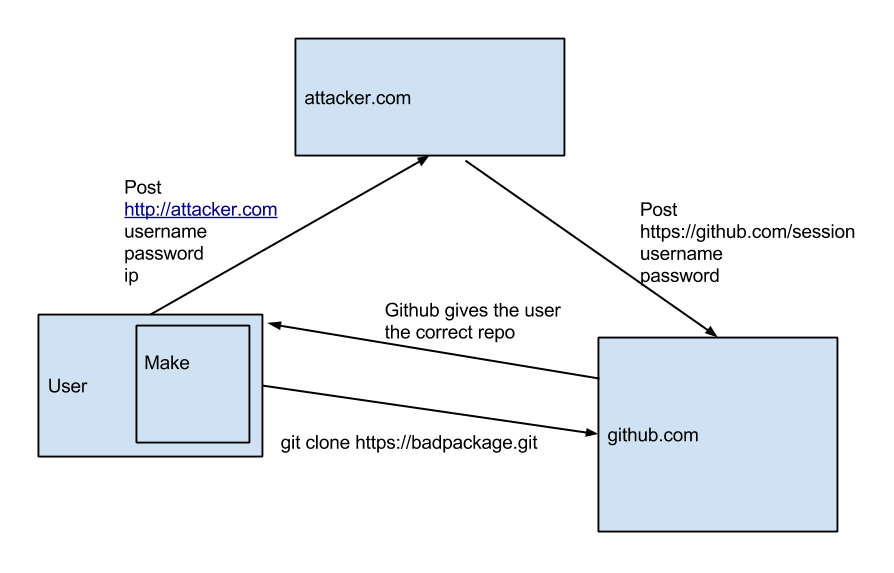 attacker.com
Post
http://attacker.com
username
password
ip
Post
https://github.com/session
username
password
Github gives the user
the correct repo
Make
User
github.com
git clone https://badpackage.git